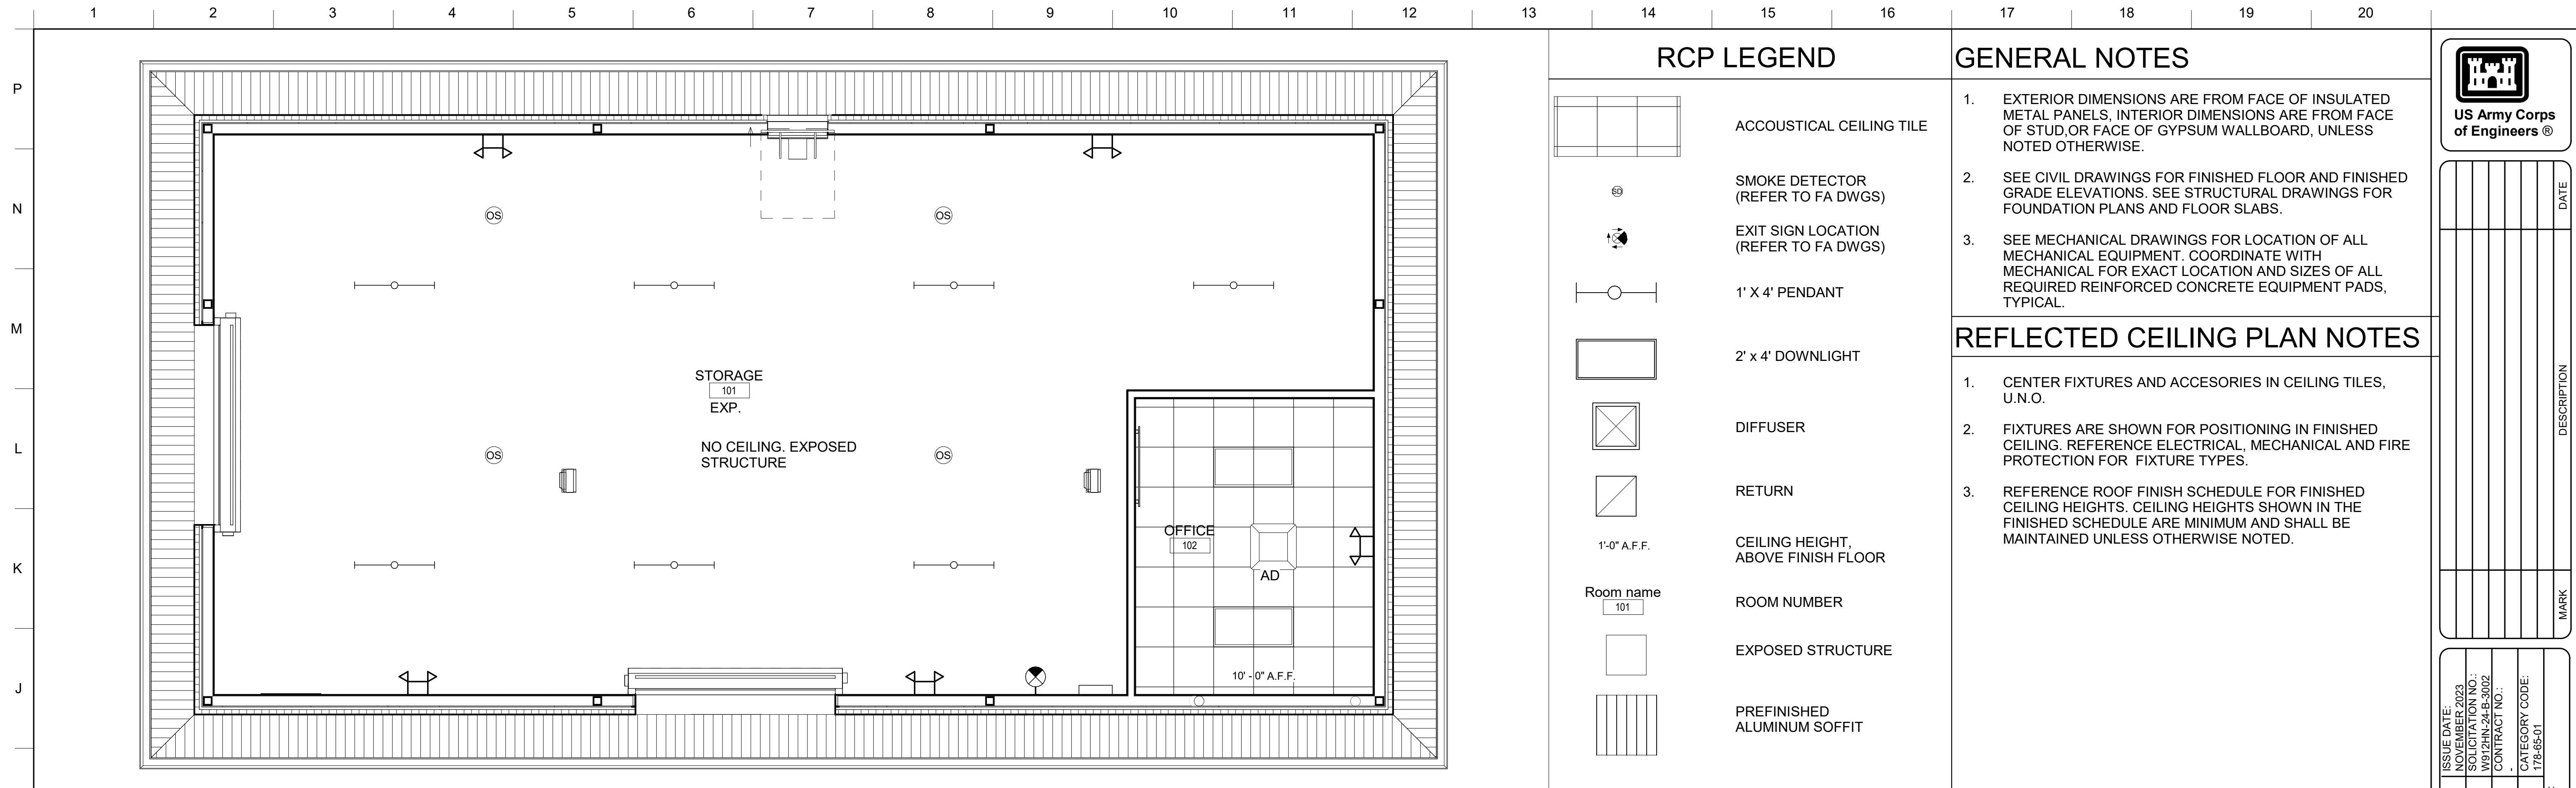 1 2 3 4 5 6 7 8 9 10 11 12 13 14 15 16 17 18 19 20
P
N
M
L
K
J
OS
OS
STORAGE
101
EXP.
NO CEILING. EXPOSED
STRUCTURE
OS
OS
OFFICE
102
AD
10' - 0" A.F.F.
RCP LEGEND
ACCOUSTICAL CEILING TILE
SD
SMOKE DETECTOR
(REFER TO FA DWGS)
EXIT SIGN LOCATION
(REFER TO FA DWGS)
1' X 4' PENDANT
2' x 4' DOWNLIGHT
DIFFUSER
RETURN
1'-0" A.F.F.
CEILING HEIGHT,
ABOVE FINISH FLOOR
Room name
101
ROOM NUMBER
EXPOSED STRUCTURE
PREFINISHED
ALUMINUM SOFFIT
GENERAL NOTES
1. EXTERIOR DIMENSIONS ARE FROM FACE OF INSULATED
METAL PANELS, INTERIOR DIMENSIONS ARE FROM FACE
OF STUD,OR FACE OF GYPSUM WALLBOARD, UNLESS
NOTED OTHERWISE.
2. SEE CIVIL DRAWINGS FOR FINISHED FLOOR AND FINISHED
GRADE ELEVATIONS. SEE STRUCTURAL DRAWINGS FOR
FOUNDATION PLANS AND FLOOR SLABS.
3. SEE MECHANICAL DRAWINGS FOR LOCATION OF ALL
MECHANICAL EQUIPMENT. COORDINATE WITH
MECHANICAL FOR EXACT LOCATION AND SIZES OF ALL
REQUIRED REINFORCED CONCRETE EQUIPMENT PADS,
TYPICAL.
REFLECTED CEILING PLAN NOTES
1. CENTER FIXTURES AND ACCESORIES IN CEILING TILES,
U.N.O.
2. FIXTURES ARE SHOWN FOR POSITIONING IN FINISHED
CEILING. REFERENCE ELECTRICAL, MECHANICAL AND FIRE
PROTECTION FOR FIXTURE TYPES.
3. REFERENCE ROOF FINISH SCHEDULE FOR FINISHED
CEILING HEIGHTS. CEILING HEIGHTS SHOWN IN THE
FINISHED SCHEDULE ARE MINIMUM AND SHALL BE
MAINTAINED UNLESS OTHERWISE NOTED.
US Army Corps
of Engineers ®
DATE
DESCRIPTION
MARK
ISSUE DATE:
NOVEMBER 2023
SOLICITATION NO.:
W912HN-24-B-3002
CONTRACT NO.:
,
CATEGORY CODE:
178-65-01